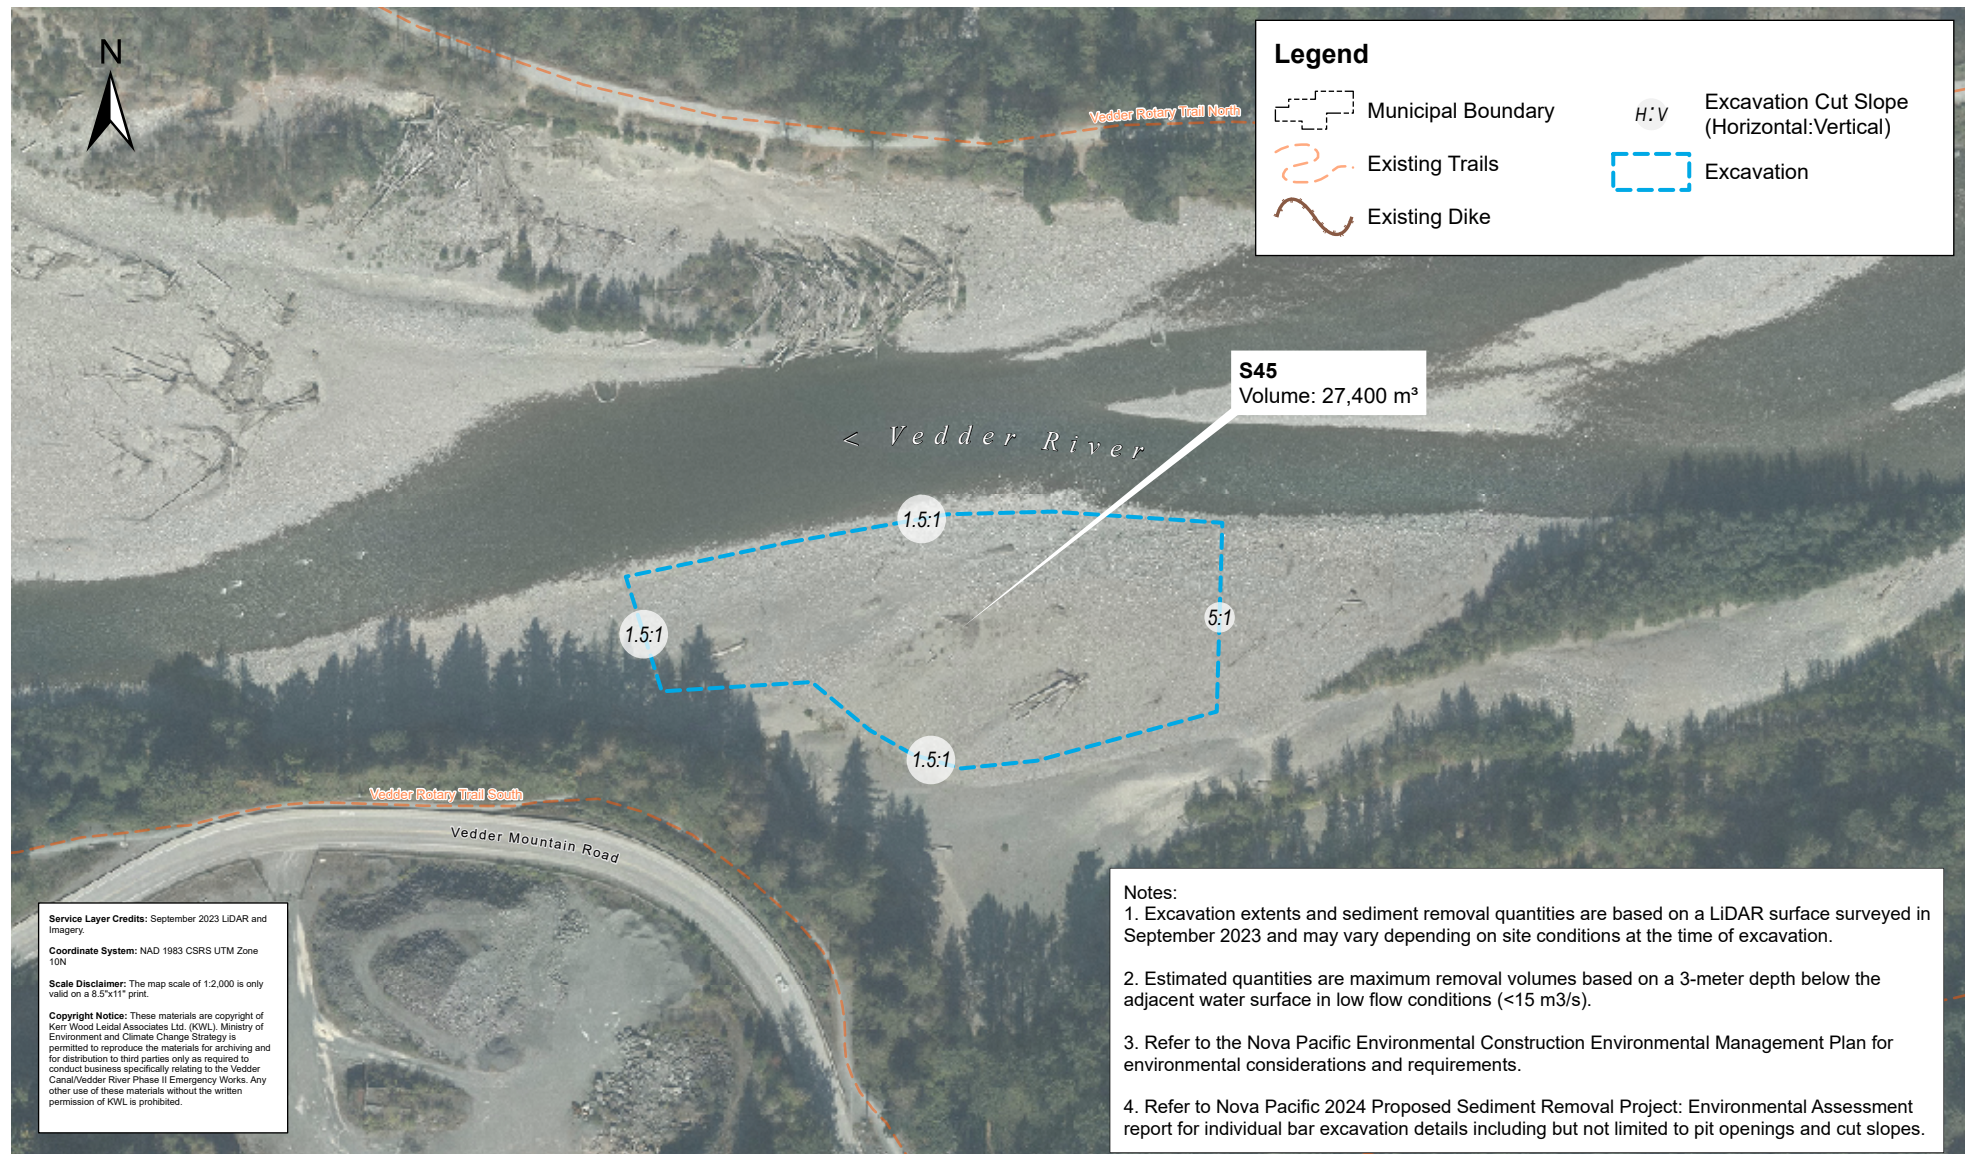 N
Legend
Municipal Boundary
Existing Trails
Existing Dike
H:V
Excavation Cut Slope
(Horizontal:Vertical)
Excavation
Vedder Rotary Trail North
S45
Volume: 27,400 m³
< Vedder River
1.5:1
1.5:1
5:1
1.5:1
Vedder Rotary Trail South
Vedder Mountain Road
Service Layer Credits: September 2023 LiDAR and
Imagery.
Coordinate System: NAD 1983 CSRS UTM Zone
10N
Scale Disclaimer: The map scale of 1:2,000 is only
valid on a 8.5"x11" print.
Copyright Notice: These materials are copyright of
Kerr Wood Leidal Associates Ltd. (KWL). Ministry of
Environment and Climate Change Strategy is
permitted to reproduce the materials for archiving and
for distribution to third parties only as required to
conduct business specifically relating to the Vedder
Canal/Vedder River Phase II Emergency Works. Any
other use of these materials without the written
permission of KWL is prohibited.
Notes:
1. Excavation extents and sediment removal quantities are based on a LiDAR surface surveyed in
September 2023 and may vary depending on site conditions at the time of excavation.
2. Estimated quantities are maximum removal volumes based on a 3-meter depth below the
adjacent water surface in low flow conditions (<15 m3/s).
3. Refer to the Nova Pacific Environmental Construction Environmental Management Plan for
environmental considerations and requirements.
4. Refer to Nova Pacific 2024 Proposed Sediment Removal Project: Environmental Assessment
report for individual bar excavation details including but not limited to pit openings and cut slopes.